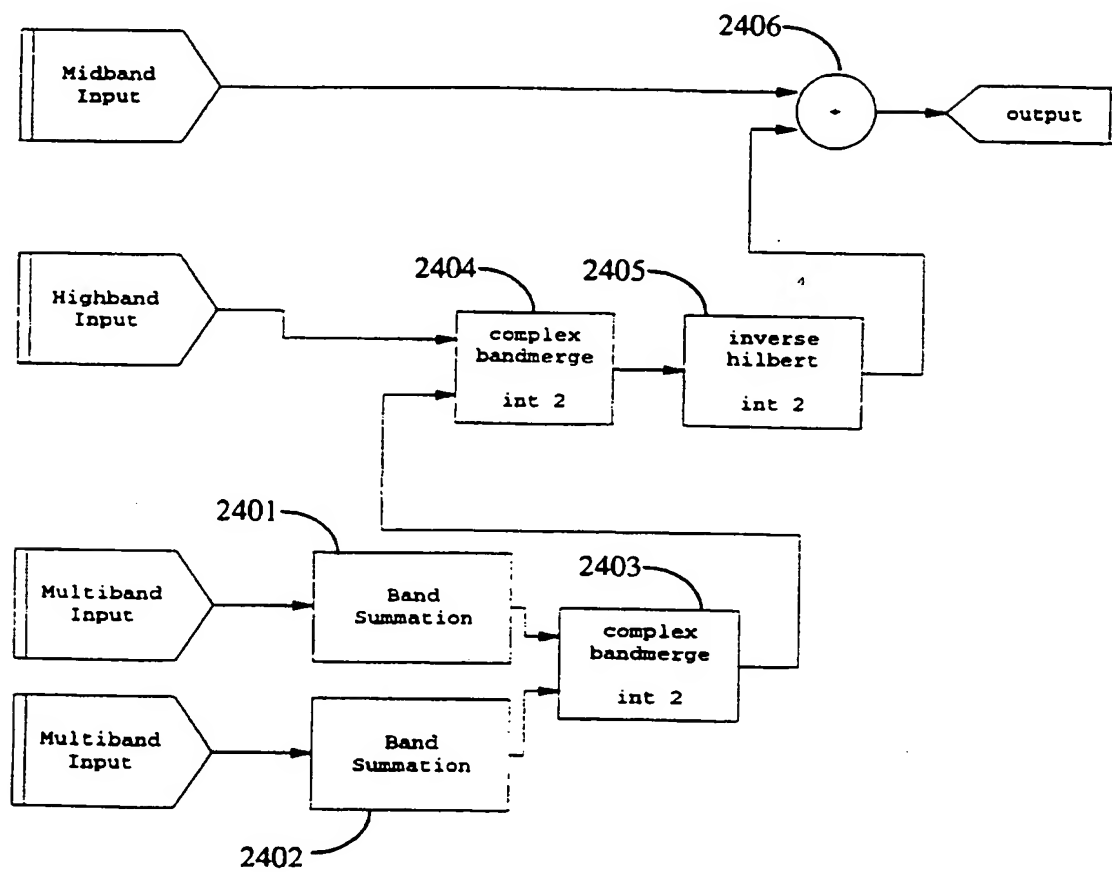 2406
Midband
Input
+
output
2404
2405
Highband
Input
complex
bandmerge
int 2
inverse
hilbert
int 2
2401
2403
Multiband
Input
Band
Summation
complex
bandmerge
int 2
Multiband
Input
Band
Summation
2402